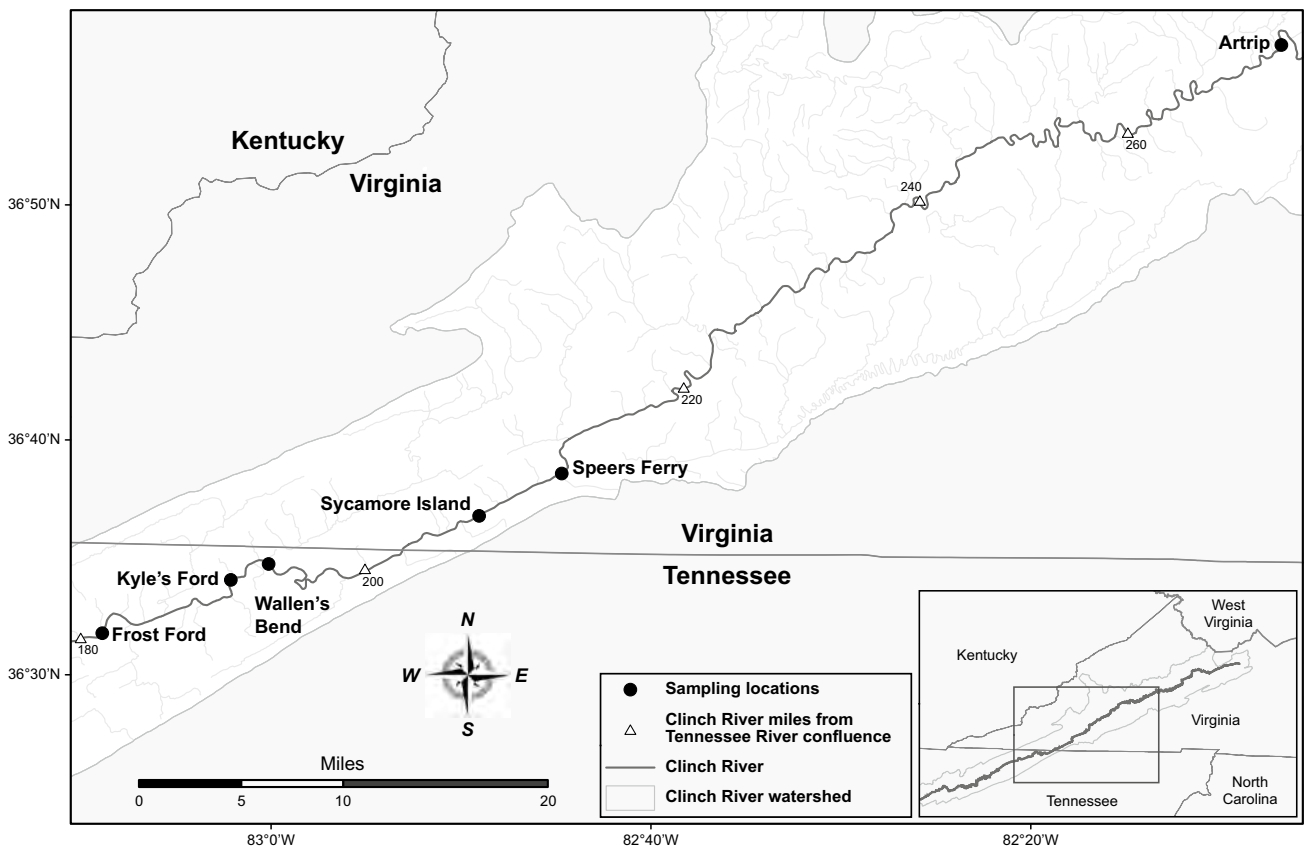 Artrip
Kentucky
Virginia
260
36°50'N
240
220
36°40'N
Speers Ferry
Sycamore Island
Virginia
Tennessee
Kyle's Ford
200
Wallen's
Bend
Frost Ford
180
36°30'N
N
W
E
S
Miles
0
5
10
20
Sampling locations
Clinch River miles from
Tennessee River confluence
Clinch River
Clinch River watershed
West
Virginia
Kentucky
Virginia
North
Carolina
Tennessee
83°0'W
82°40'W
82°20'W